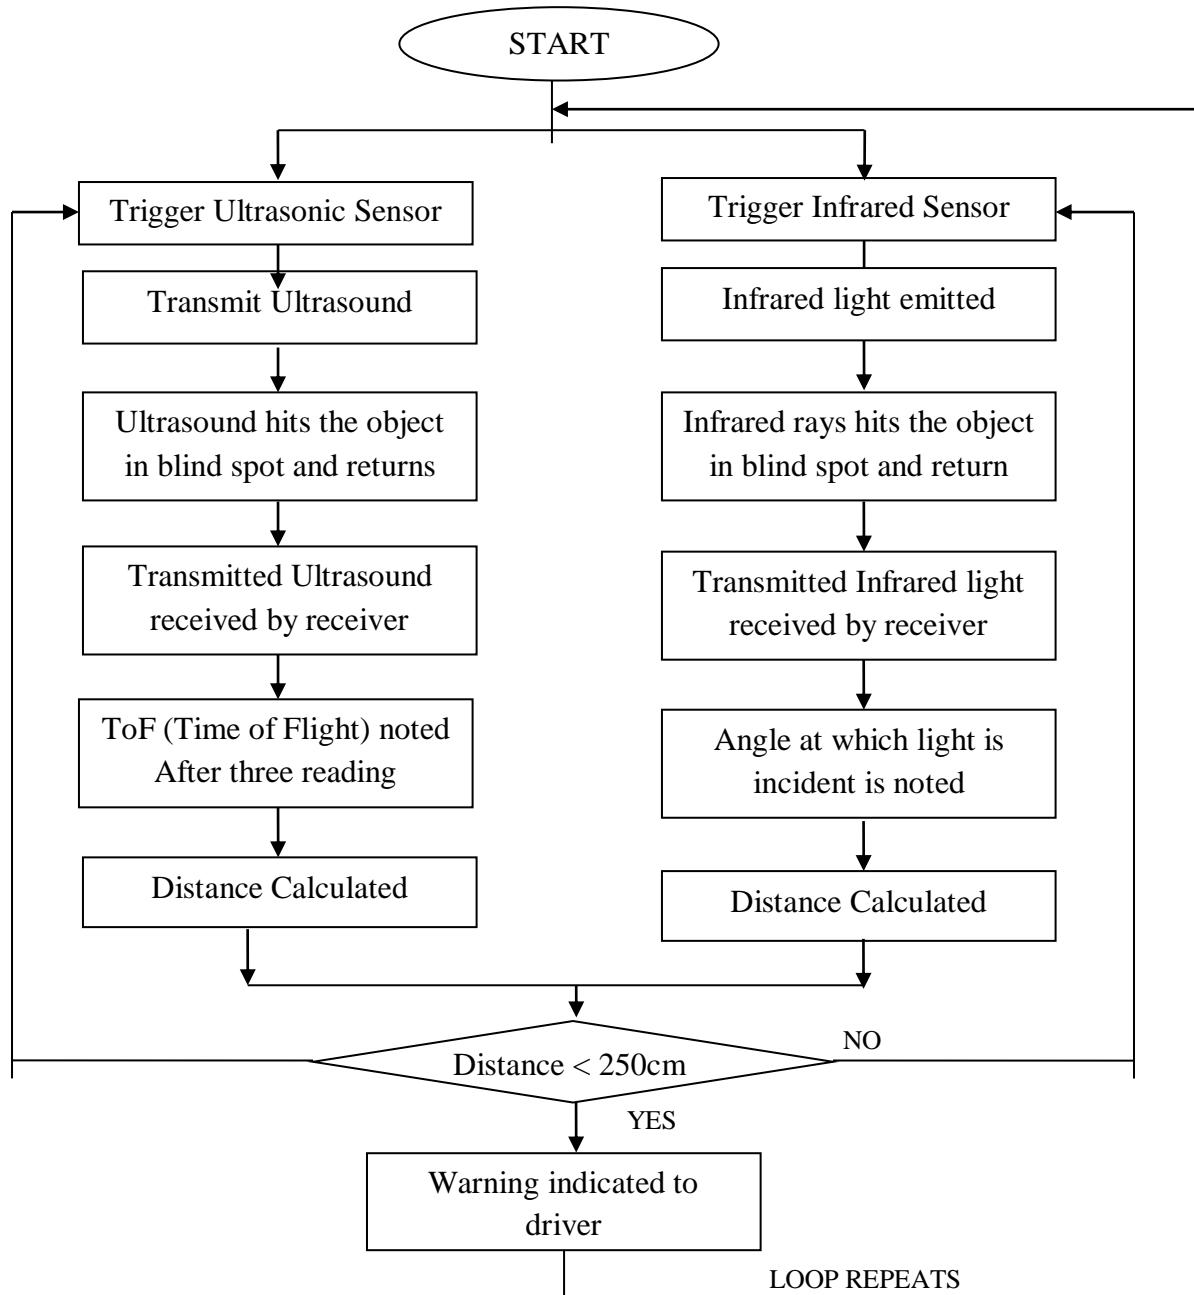 START
Trigger Ultrasonic Sensor
Transmit Ultrasound
Ultrasound hits the object
in blind spot and returns
Transmitted Ultrasound
received by receiver
ToF (Time of Flight) noted
After three reading
Distance Calculated
Trigger Infrared Sensor
Infrared light emitted
Infrared rays hits the object
in blind spot and return
Transmitted Infrared light
received by receiver
Angle at which light is
incident is noted
Distance Calculated
Distance < 250cm
NO
YES
Warning indicated to
driver
LOOP REPEATS